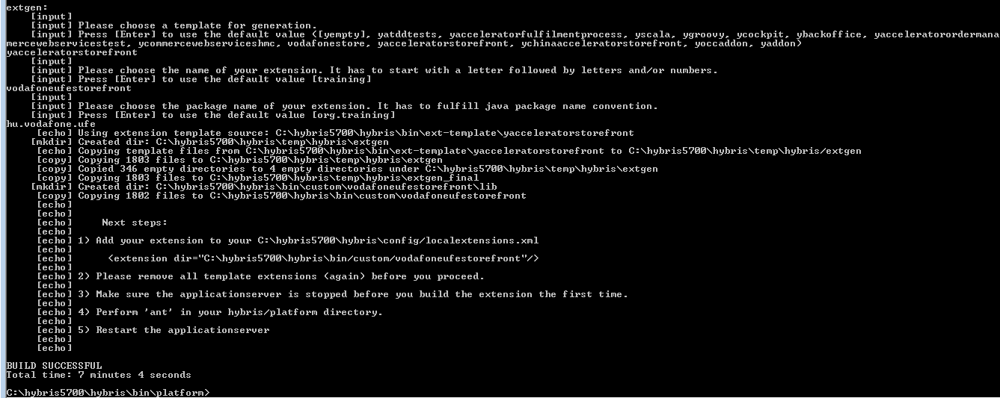 extgen:
[input]
[input] Please choose a template for generation.
[input] Press [Enter] to use the default value ([yempty], yatddtests, yacceleratorfulfilmentprocess, yscala, ygroovy, ycockpit, ybackoffice, yacceleratorordermana
mercewebservicestest, ycommercewebserviceshmc, vodafonestore, yacceleratorstorefront, ychinaacceleratorstorefront, yoccaddon, yaddon)
yacceleratorstorefront
[input]
[input] Please choose the name of your extension. It has to start with a letter followed by letters and/or numbers.
[input] Press [Enter] to use the default value [training]
vodafoneufestorefront
[input]
[input] Please choose the package name of your extension. It has to fulfill java package name convention.
[input] Press [Enter] to use the default value [org.training]
hu.vodafone.ufe
[echo] Using extension template source: C:\hybris5700\hybris\bin\ext-template\yacceleratorstorefront
[mkdir] Created dir: C:\hybris5700\hybris\temp\hybris\extgen
[echo] Copying template files from C:\hybris5700\hybris\bin\ext-template\yacceleratorstorefront to C:\hybris5700\hybris\temp\hybris/extgen
[copy] Copying 1803 files to C:\hybris5700\hybris\temp\hybris\extgen
[copy] Copied 346 empty directories to 4 empty directories under C:\hybris5700\hybris\temp\hybris\extgen
[copy] Copying 1803 files to C:\hybris5700\hybris\temp\hybris\extgen_final
[mkdir] Created dir: C:\hybris5700\hybris\bin\custom\vodafoneufestorefront\lib
[copy] Copying 1802 files to C:\hybris5700\hybris\bin\custom\vodafoneufestorefront
[echo]
[echo]
[echo] Next steps:
[echo]
[echo] 1) Add your extension to your C:\hybris5700\hybris\config/localextensions.xml
[echo]
[echo] <extension dir="C:\hybris5700\hybris\bin/custom/vodafoneufestorefront"/>
[echo]
[echo] 2) Please remove all template extensions (again) before you proceed.
[echo]
[echo] 3) Make sure the applicationserver is stopped before you build the extension the first time.
[echo]
[echo] 4) Perform 'ant' in your hybris/platform directory.
[echo]
[echo] 5) Restart the applicationserver
[echo]
[echo]
BUILD SUCCESSFUL
Total time: 7 minutes 4 seconds
C:\hybris5700\hybris\bin\platform>